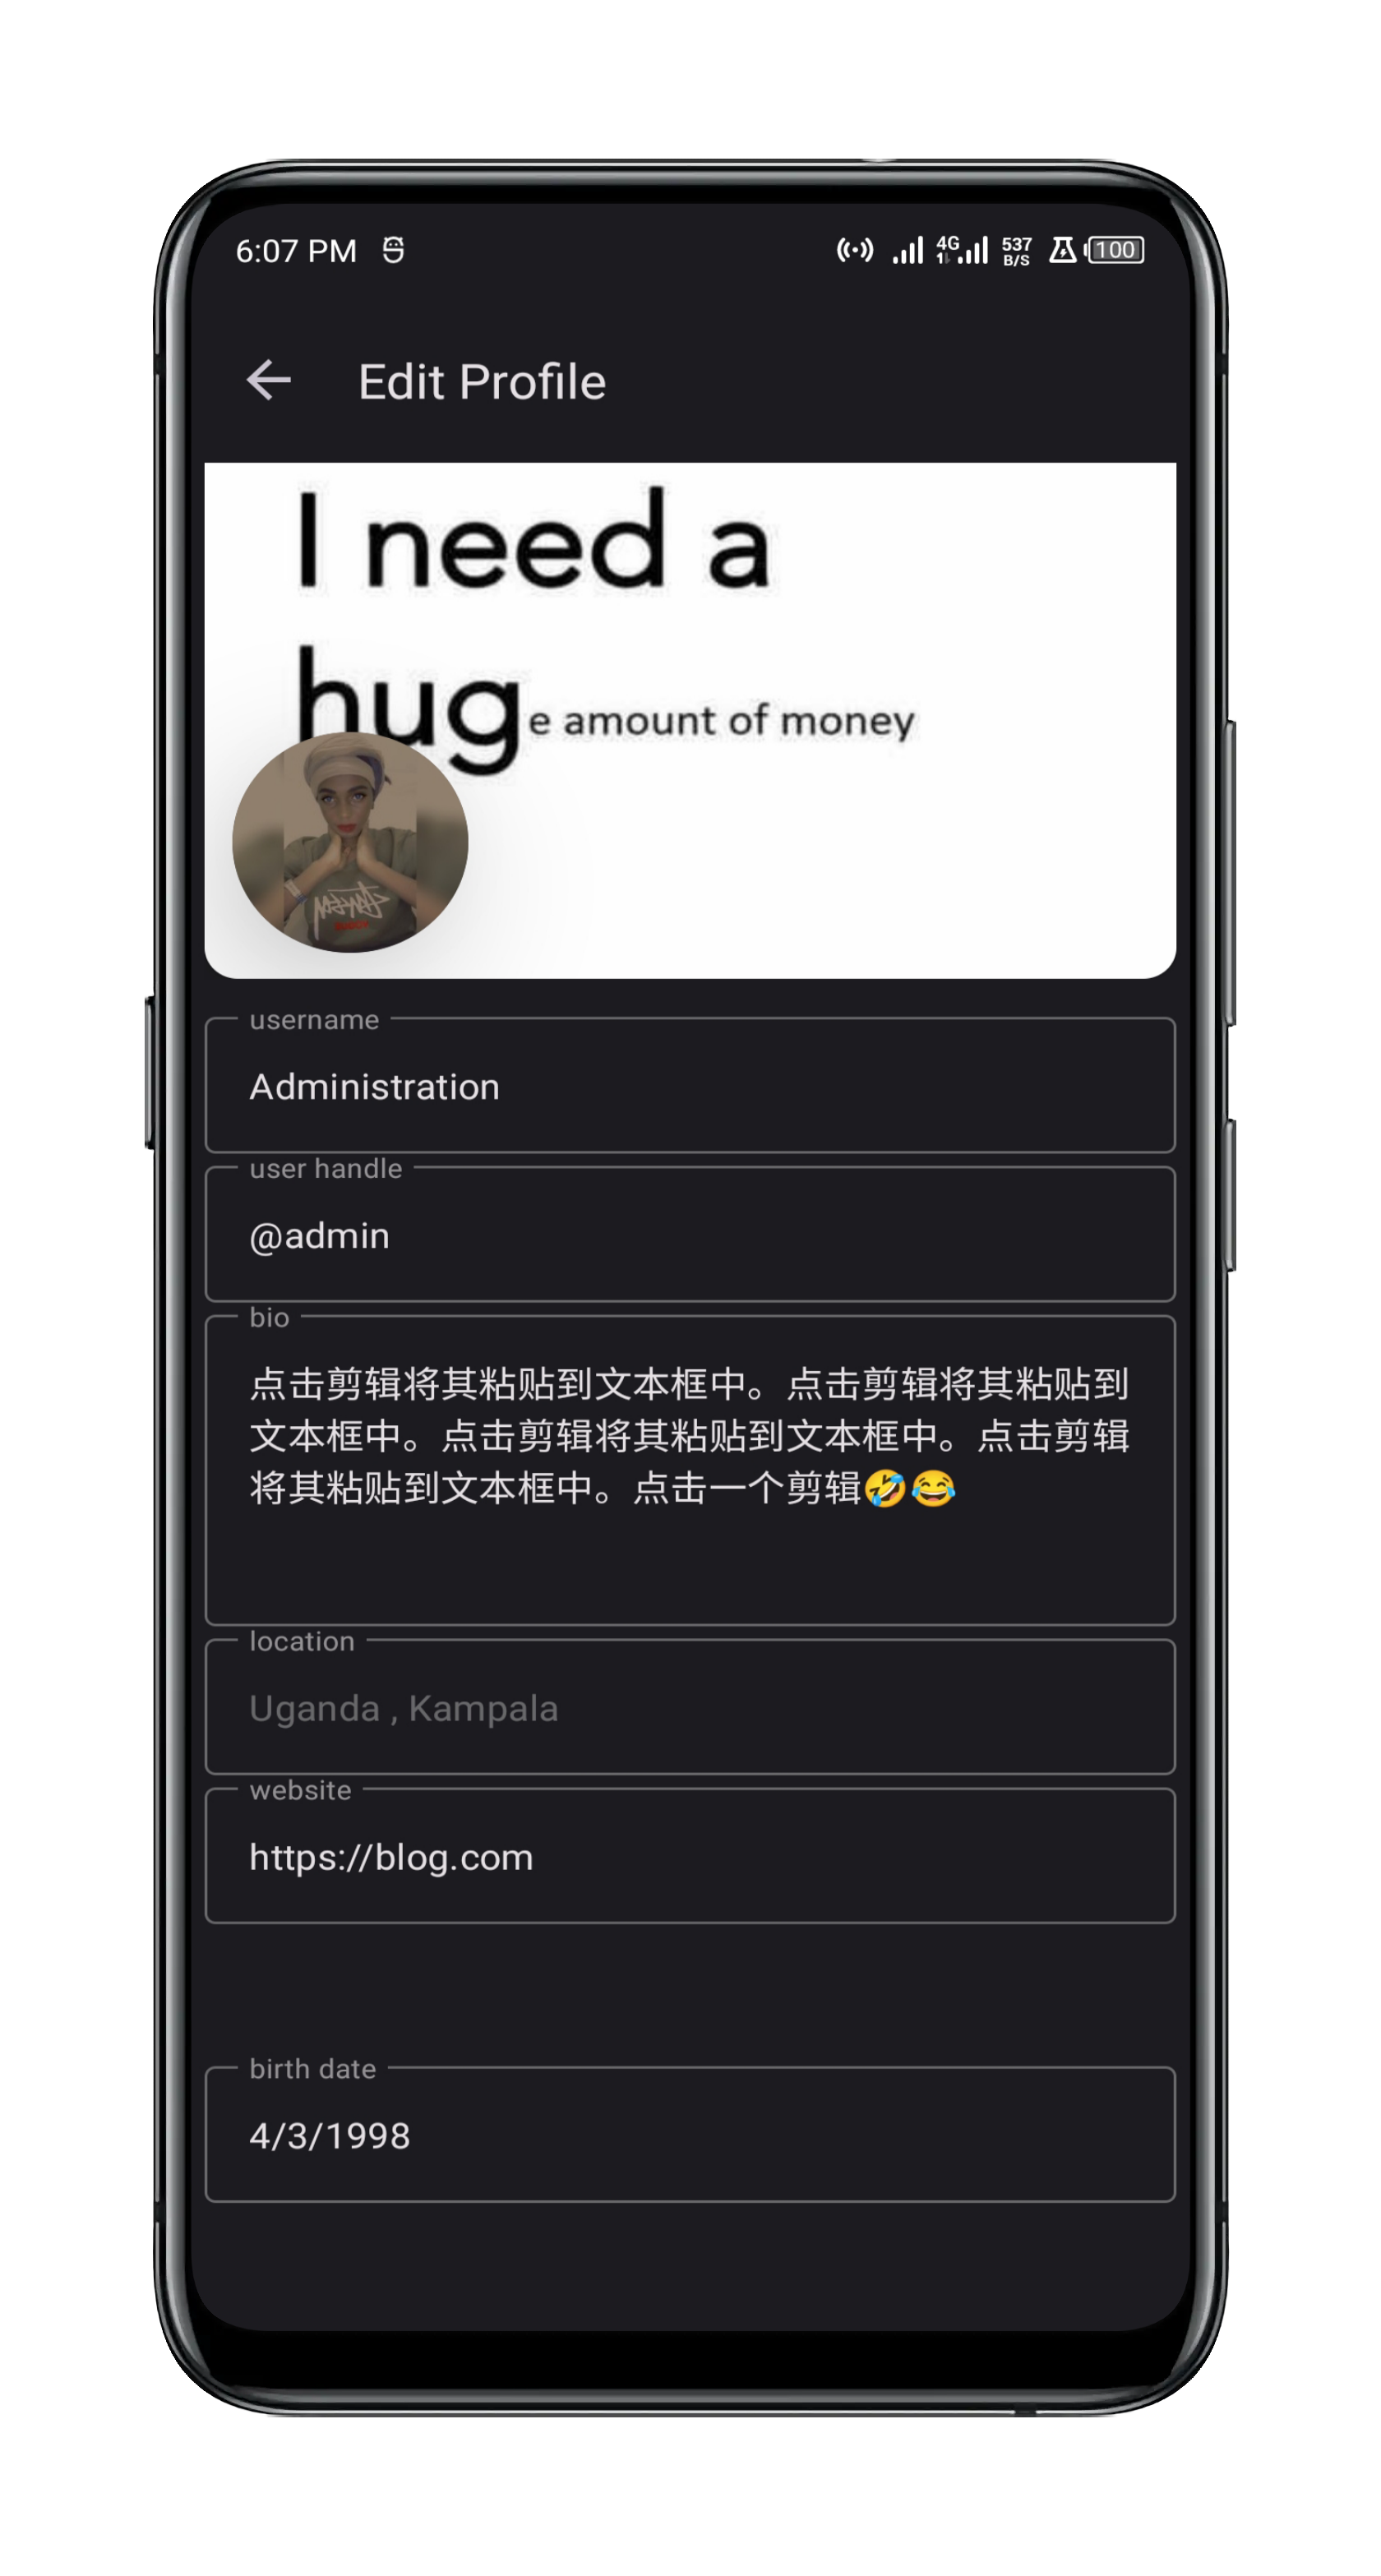 6:07 PM
4G
537
B/S
100
Edit Profile
I need a
huge amount of money
username
Administration
user handle
@admin
bio
点击剪辑将其粘贴到文本框中。点击剪辑将其粘贴到
文本框中。点击剪辑将其粘贴到文本框中。点击剪辑
将其粘贴到文本框中。点击一个剪辑🤣😂
location
Uganda , Kampala
website
https://blog.com
birth date
4/3/1998